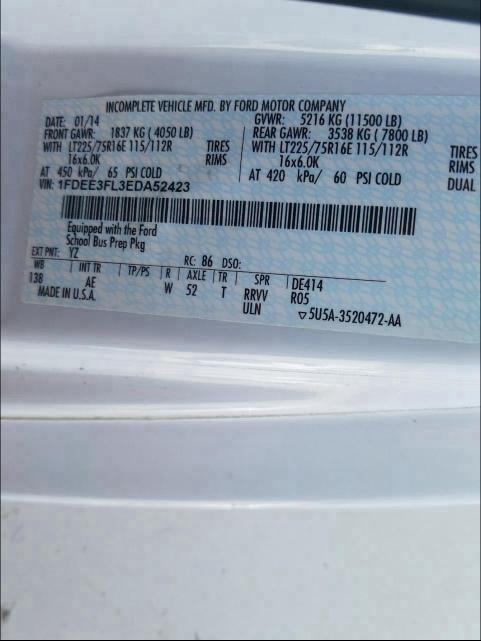 INCOMPLETE VEHICLE MFD. BY FORD MOTOR COMPANY
DATE: 01/14 GVWR: 5216 KG (11500 LB)
FRONT GAWR: 1837 KG ( 4050 LB) REAR GAWR: 3538 KG ( 7800 LB)
WITH LT225/75R16E 115/112R TIRES WITH LT225/75R16E 115/112R TIRES
16x6.0K RIMS 16x6.0K RIMS
AT 450 kPa/ 65 PSI COLD AT 420 kPa/ 60 PSI COLD DUAL
VIN: 1FDEE3FL3EDA52423
Equipped with the Ford
School Bus Prep Pkg
EXT PNT: YZ RC: 86 DSO:
WB INT TR TP/PS R AXLE TR SPR DE414
138 AE W 52 T RRVV R05
MADE IN U.S.A. ULN ▽5U5A-3520472-AA